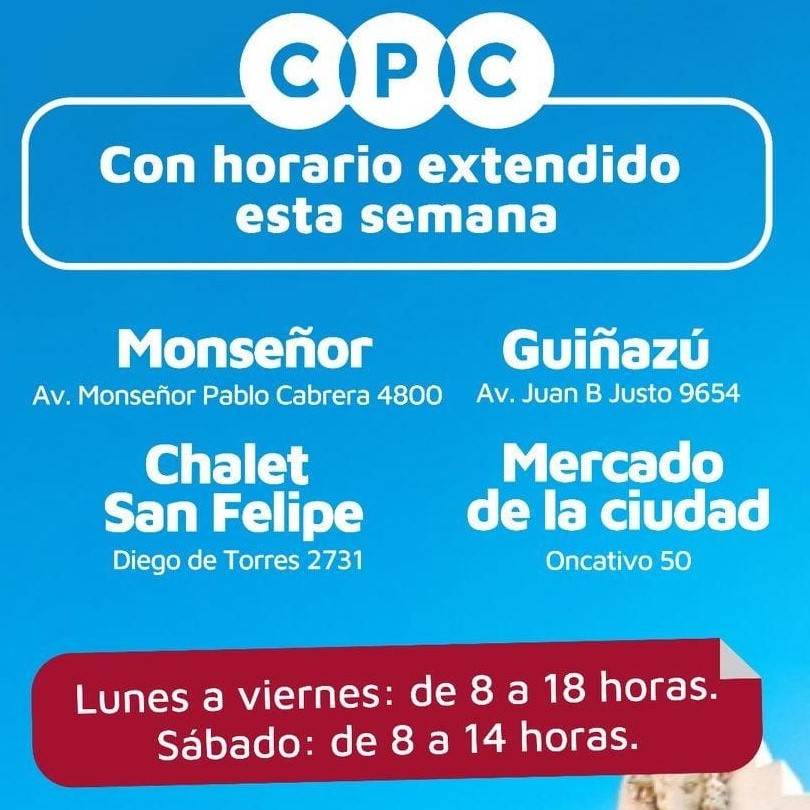 CPC
Con horario extendido
esta semana
Monseñor
Av. Monseñor Pablo Cabrera 4800
Guiñazú
Av. Juan B Justo 9654
Chalet
San Felipe
Diego de Torres 2731
Mercado
de la ciudad
Oncativo 50
Lunes a viernes: de 8 a 18 horas.
Sábado: de 8 a 14 horas.